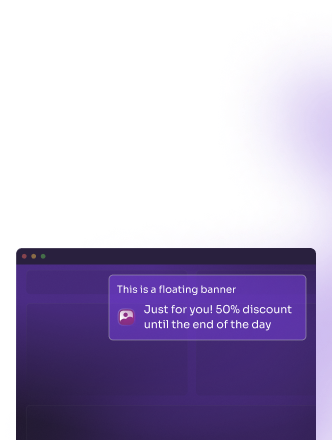 This is a floating banner
Just for you! 50% discount
until the end of the day